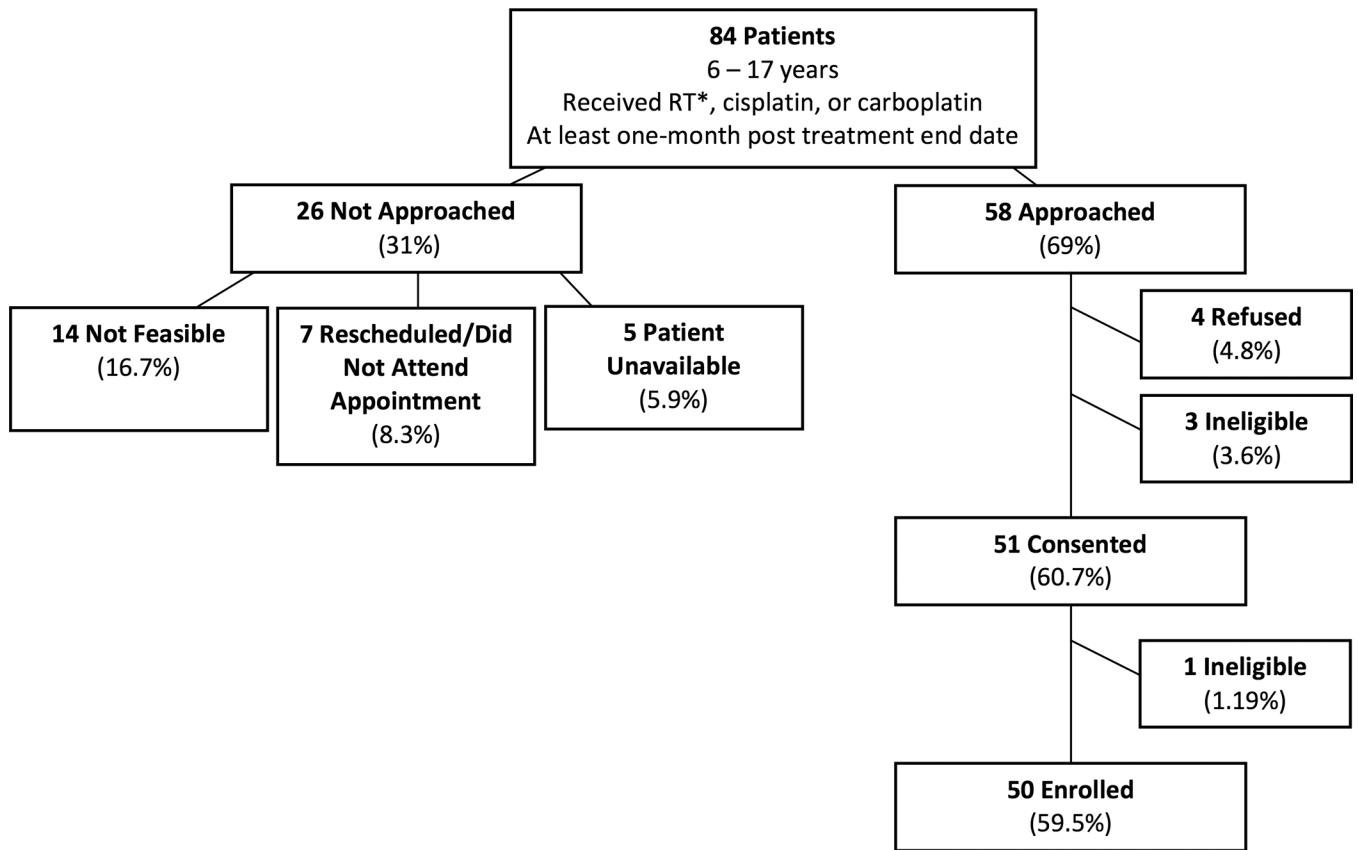 84 Patients
6 – 17 years
Received RT*, cisplatin, or carboplatin
At least one-month post treatment end date
26 Not Approached
(31%)
58 Approached
(69%)
14 Not Feasible
(16.7%)
7 Rescheduled/Did
Not Attend
Appointment
(8.3%)
5 Patient
Unavailable
(5.9%)
4 Refused
(4.8%)
3 Ineligible
(3.6%)
51 Consented
(60.7%)
1 Ineligible
(1.19%)
50 Enrolled
(59.5%)